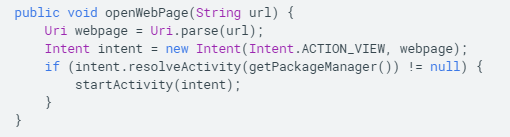 public void openWebPage(String url) {
    Uri webpage = Uri.parse(url);
    Intent intent = new Intent(Intent.ACTION_VIEW, webpage);
    if (intent.resolveActivity(getPackageManager()) != null) {
        startActivity(intent);
    }
}